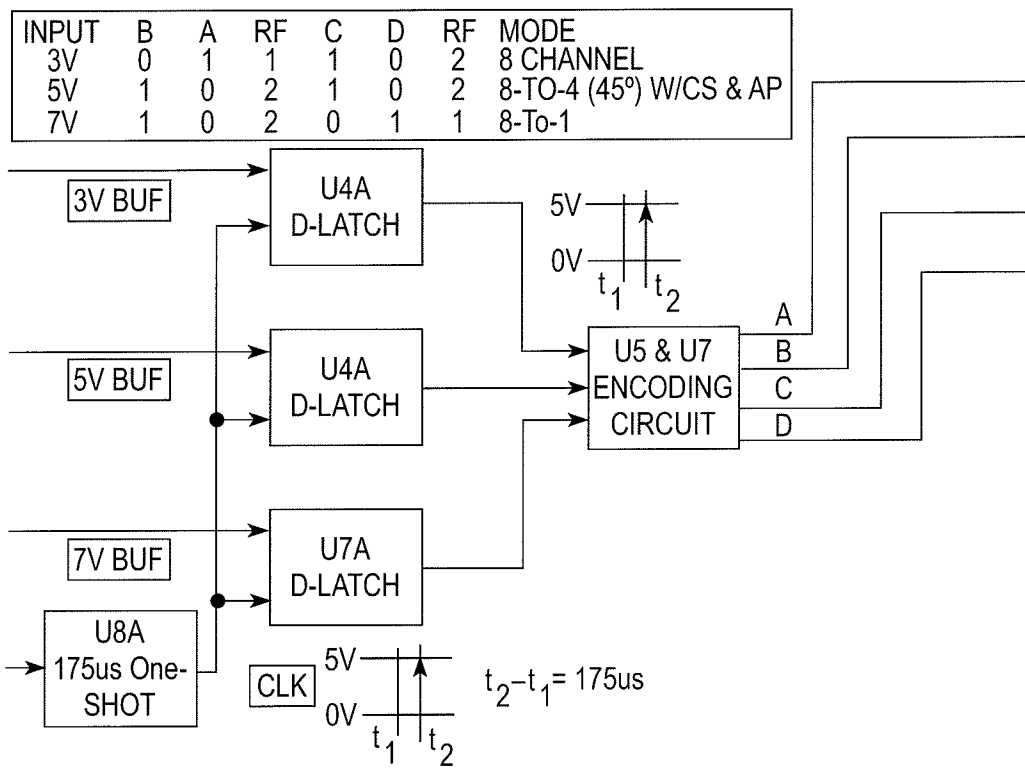 INPUT B A RF C D RF MODE
3V 0 1 1 1 0 2 8 CHANNEL
5V 1 0 2 1 0 2 8-TO-4 (45º) W/CS & AP
7V 1 0 2 0 1 1 8-To-1
3V BUF
U4A
D-LATCH
5V
0V
t1 t2
5V BUF
U4A
D-LATCH
U5 & U7
ENCODING
CIRCUIT
A
B
C
D
7V BUF
U7A
D-LATCH
U8A
175us One-
SHOT
CLK
5V
0V
t1 t2
t2–t1= 175us